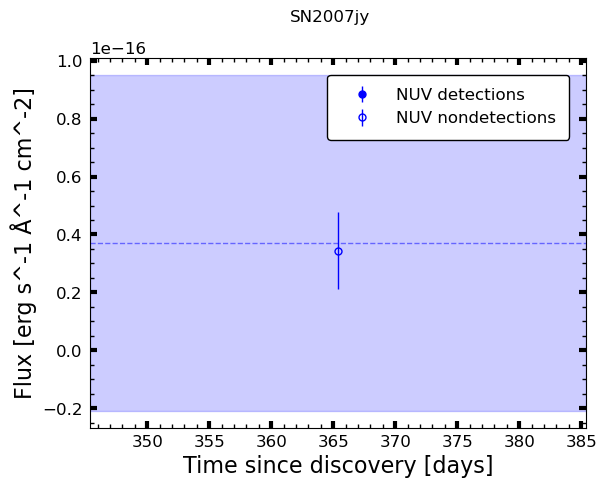 SN2007jy
1e−16
1.0
0.8
0.6
0.4
0.2
0.0
−0.2
Flux [erg s^-1 Å^-1 cm^-2]
NUV detections
NUV nondetections
350 355 360 365 370 375 380 385
Time since discovery [days]